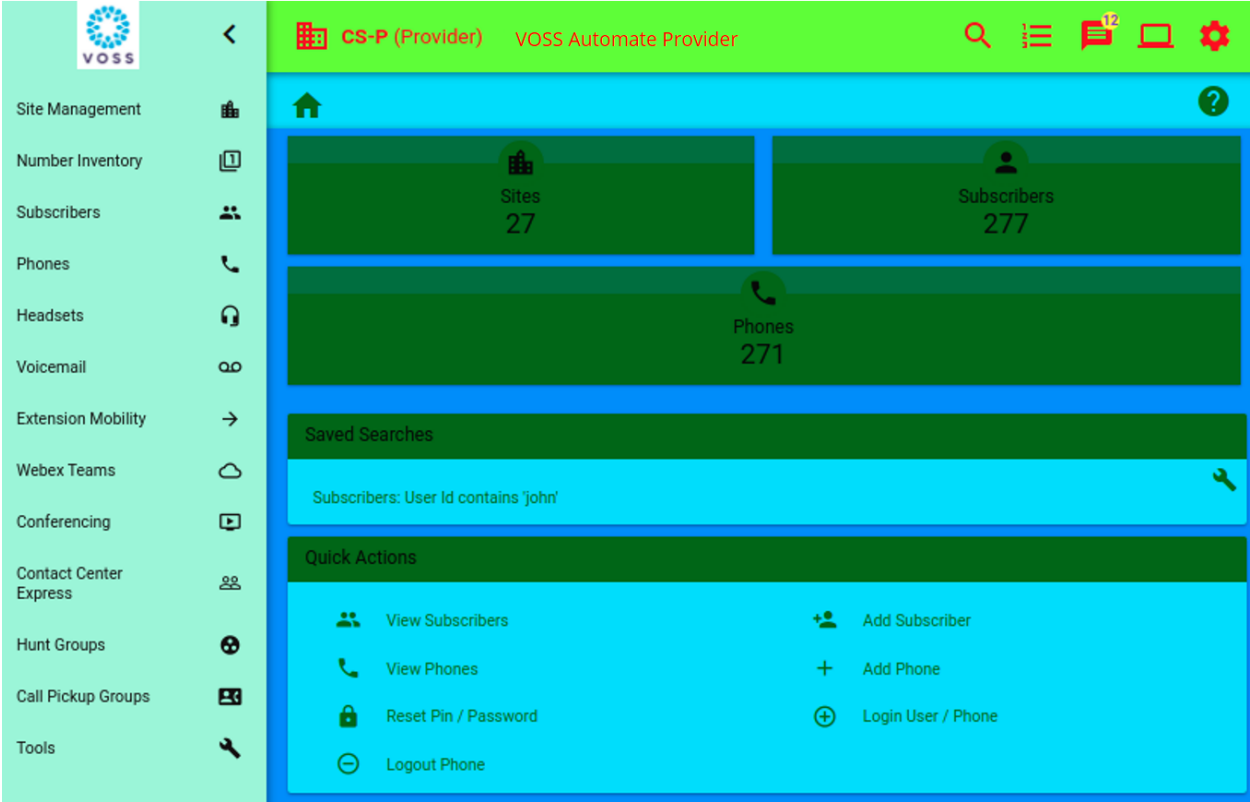 VOSS
CS-P (Provider)
VOSS Automate Provider
12
Site Management
Number Inventory
1
Subscribers
Phones
Headsets
Voicemail
Extension Mobility
Webex Teams
Conferencing
Contact Center
Express
Hunt Groups
Call Pickup Groups
Tools
?
Sites
27
Subscribers
277
Phones
271
Saved Searches
Subscribers: User Id contains 'john'
Quick Actions
View Subscribers
Add Subscriber
View Phones
Add Phone
Reset Pin / Password
Login User / Phone
Logout Phone